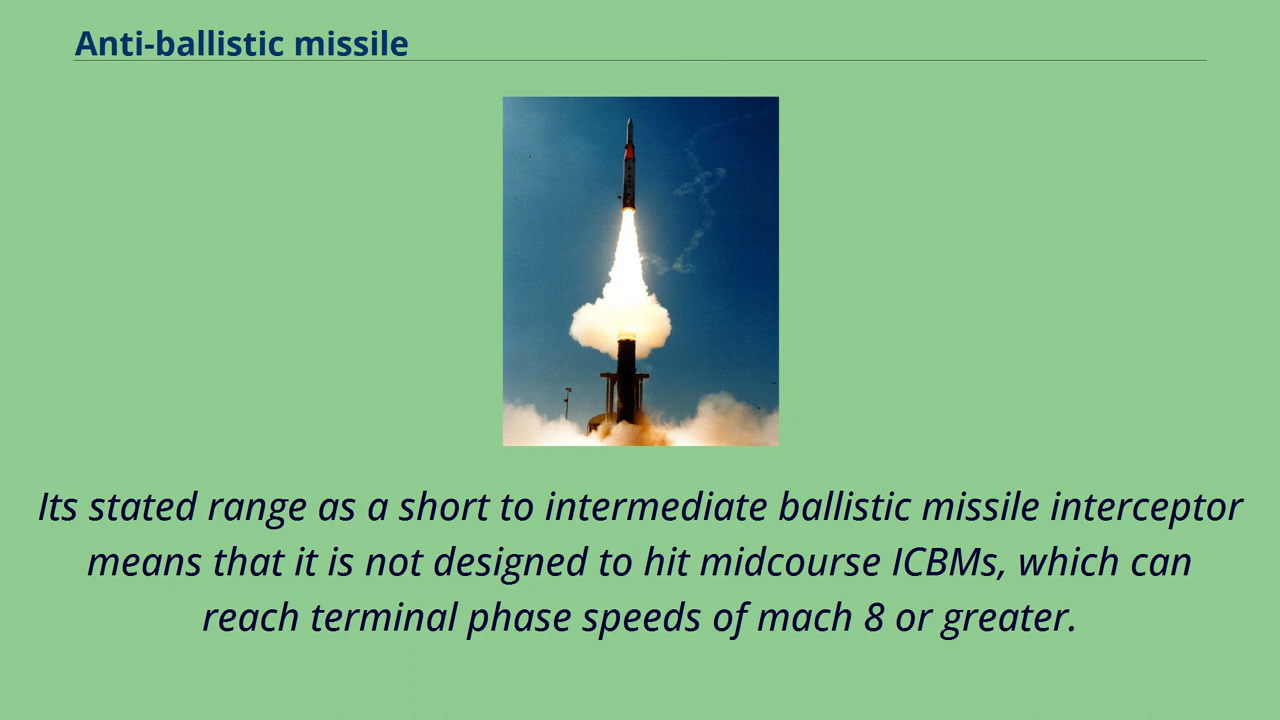 Anti-ballistic missile
Its stated range as a short to intermediate ballistic missile interceptor
means that it is not designed to hit midcourse ICBMs, which can
reach terminal phase speeds of mach 8 or greater.